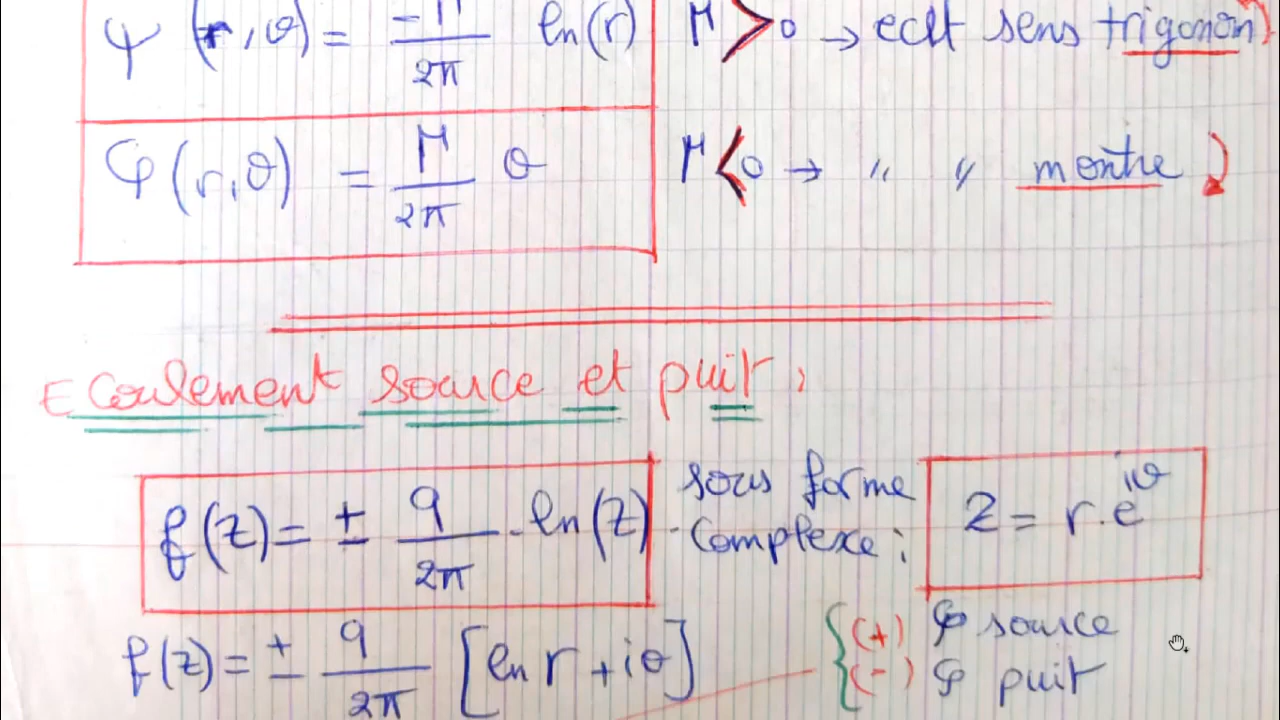 ψ (r, θ) = -Γ/2π ln(r) Γ > 0 → eclt sens trigonom)
φ (r, θ) = Γ/2π θ Γ < 0 → " " montre
Ecoulement source et puit :
f(z) = ± q/2π . ln(z) sous forme complexe : z = r.e^iθ
f(z) = ± q/2π [ln r + iθ] { (+) φ source
(-) φ puit